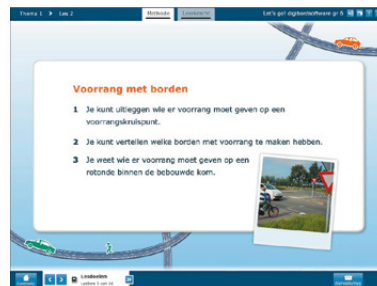 Thema 1 > Les 2
Methode
Leerkracht
Let's go! digibordsoftware gr 6
Voorrang met borden
1 Je kunt uitleggen wie er voorrang moet geven op een
voorrangskruispunt.
2 Je kunt vertellen welke borden met voorrang te maken hebben.
3 Je weet wie er voorrang moet geven op een
rotonde binnen de bebouwde kom.
Lesdoelen